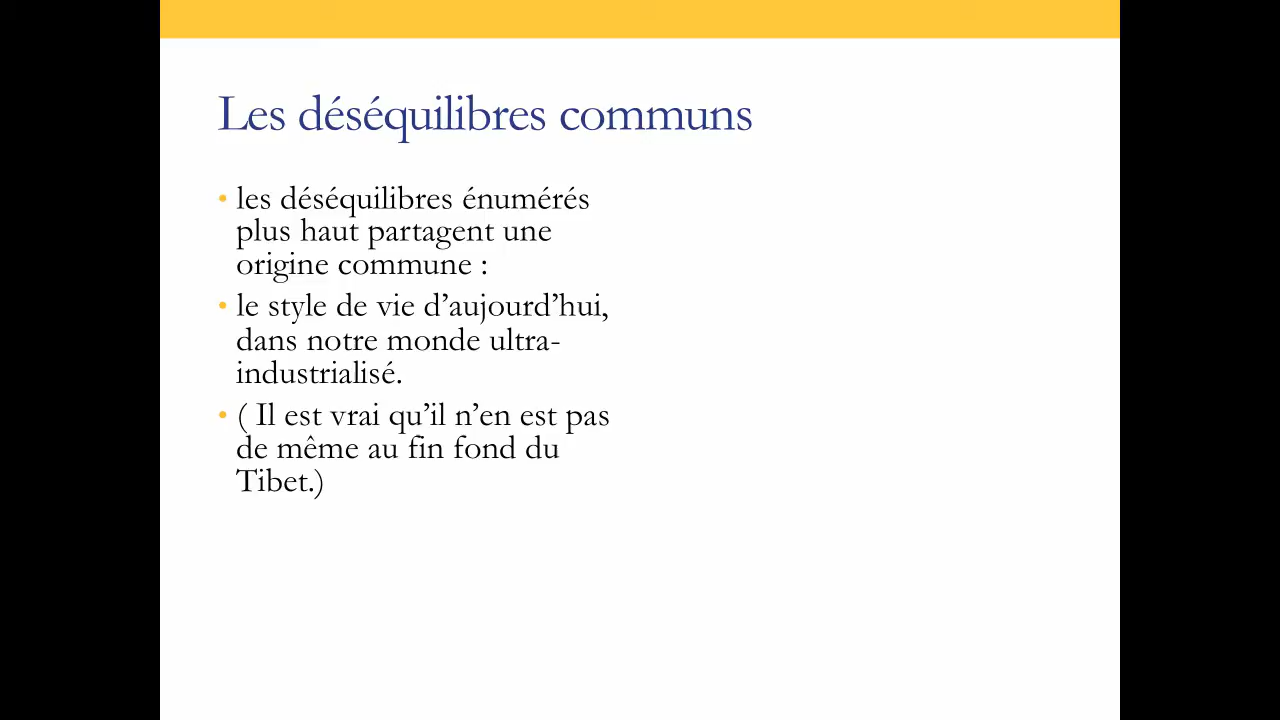 Les déséquilibres communs
• les déséquilibres énumérés
plus haut partagent une
origine commune :
• le style de vie d’aujourd’hui,
dans notre monde ultra-
industrialisé.
• ( Il est vrai qu’il n’en est pas
de même au fin fond du
Tibet.)